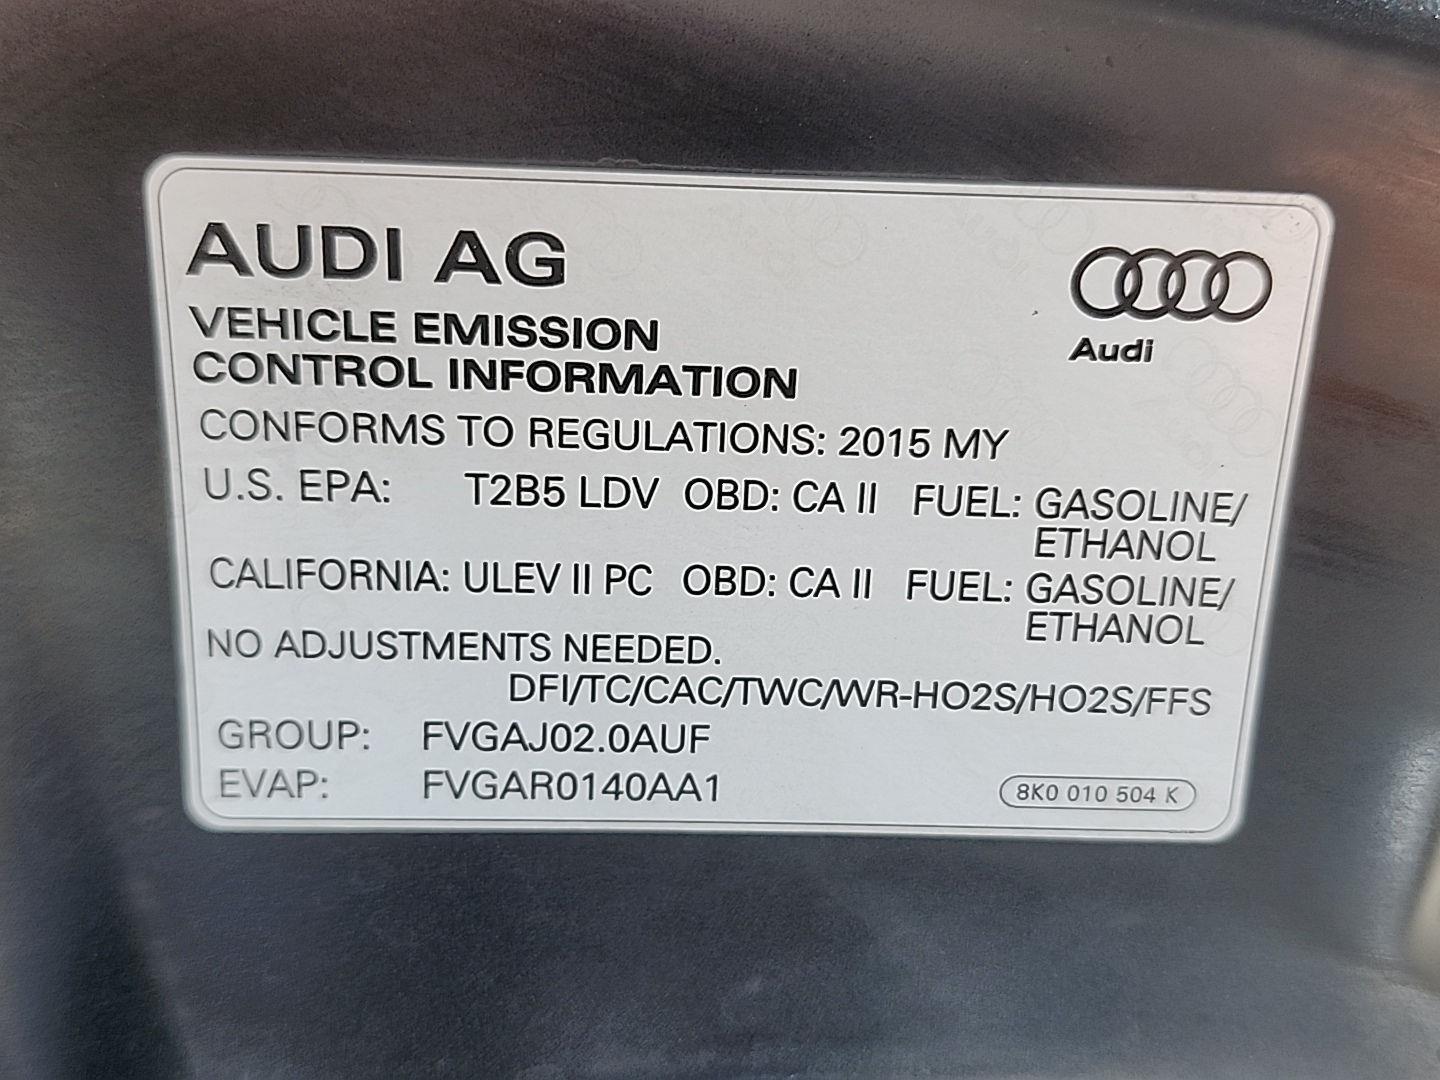 AUDI AG
Audi
VEHICLE EMISSION
CONTROL INFORMATION
CONFORMS TO REGULATIONS: 2015 MY
U.S. EPA: T2B5 LDV OBD: CA II FUEL: GASOLINE/
ETHANOL
CALIFORNIA: ULEV II PC OBD: CA II FUEL: GASOLINE/
ETHANOL
NO ADJUSTMENTS NEEDED.
DFI/TC/CAC/TWC/WR-HO2S/HO2S/FFS
GROUP: FVGAJ02.0AUF
EVAP: FVGAR0140AA1
8K0 010 504 K